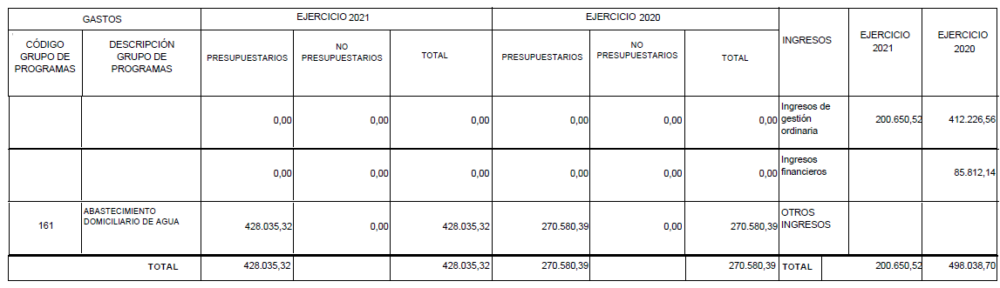 GASTOS EJERCICIO 2021 EJERCICIO 2020 INGRESOS EJERCICIO 2021 EJERCICIO 2020
CÓDIGO GRUPO DE PROGRAMAS DESCRIPCIÓN GRUPO DE PROGRAMAS PRESUPUESTARIOS NO PRESUPUESTARIOS TOTAL PRESUPUESTARIOS NO PRESUPUESTARIOS TOTAL
0,00 0,00 0,00 0,00 0,00 0,00 Ingresos de gestión ordinaria 200.650,52 412.226,56
0,00 0,00 0,00 0,00 0,00 0,00 Ingresos financieros 85.812,14
161 ABASTECIMIENTO DOMICILIARIO DE AGUA 428.035,32 0,00 428.035,32 270.580,39 0,00 270.580,39 OTROS INGRESOS
TOTAL 428.035,32 428.035,32 270.580,39 270.580,39 TOTAL 200.650,52 498.038,70